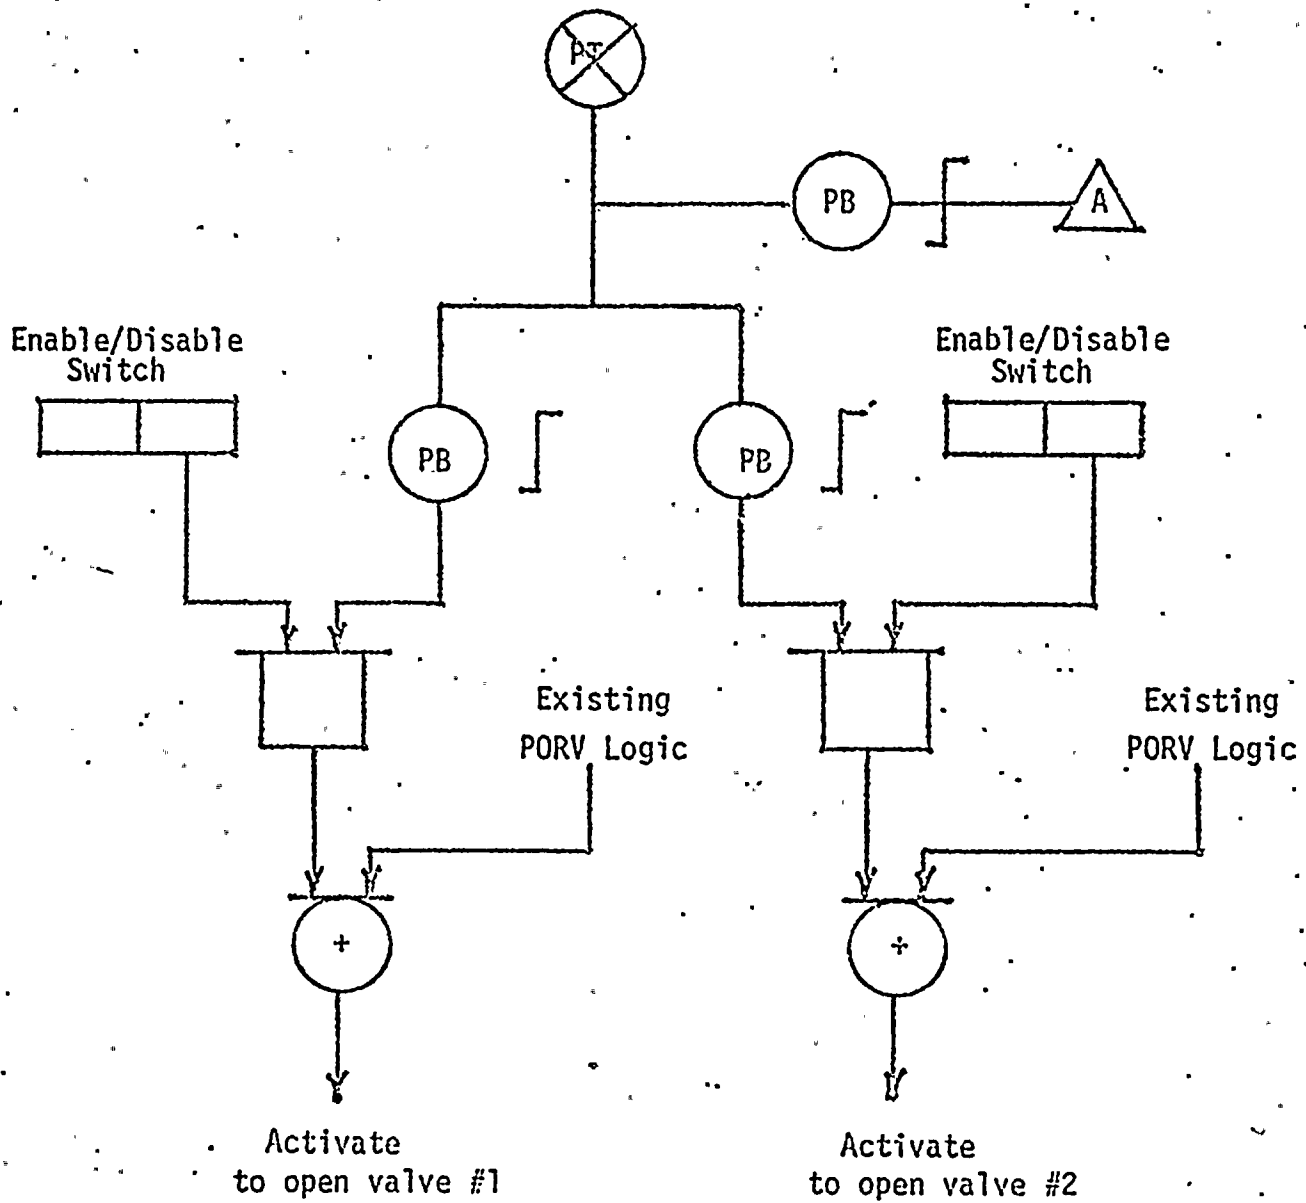 PT
PB
A
Enable/Disable
Switch
Enable/Disable
Switch
PB
PB
Existing
PORV Logic
Existing
PORV Logic
+
+
Activate
to open valve #1
Activate
to open valve #2